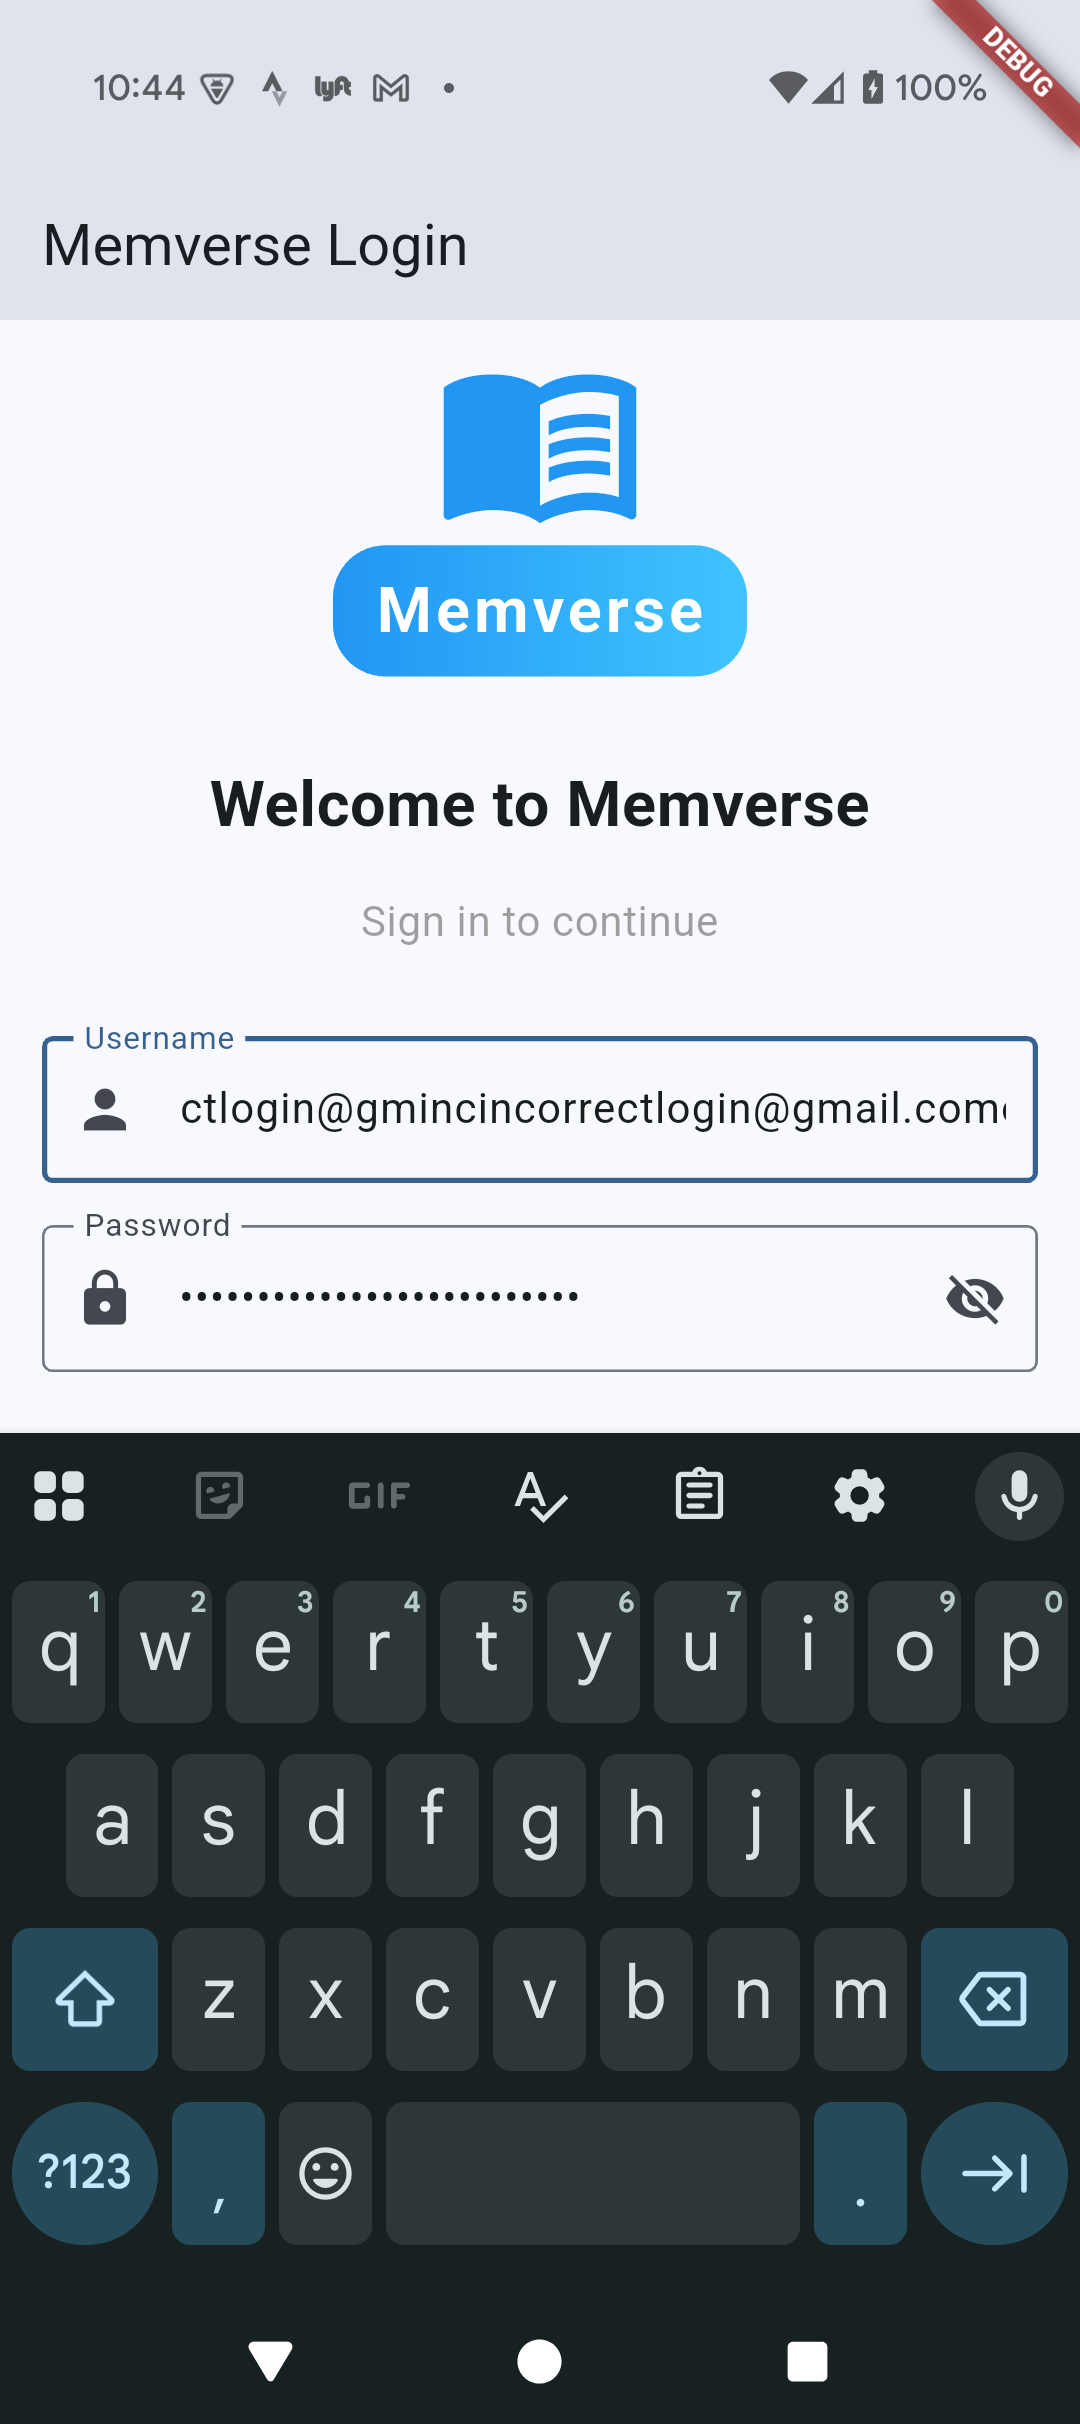 10:44 lyft 100%
DEBUG
Memverse Login
Memverse
Welcome to Memverse
Sign in to continue
Username
ctlogin@gmincincorrectlogin@gmail.com
Password
••••••••••••••••••••••••••
GIF
1 2 3 4 5 6 7 8 9 0
q w e r t y u i o p
a s d f g h j k l
z x c v b n m
?123 , .